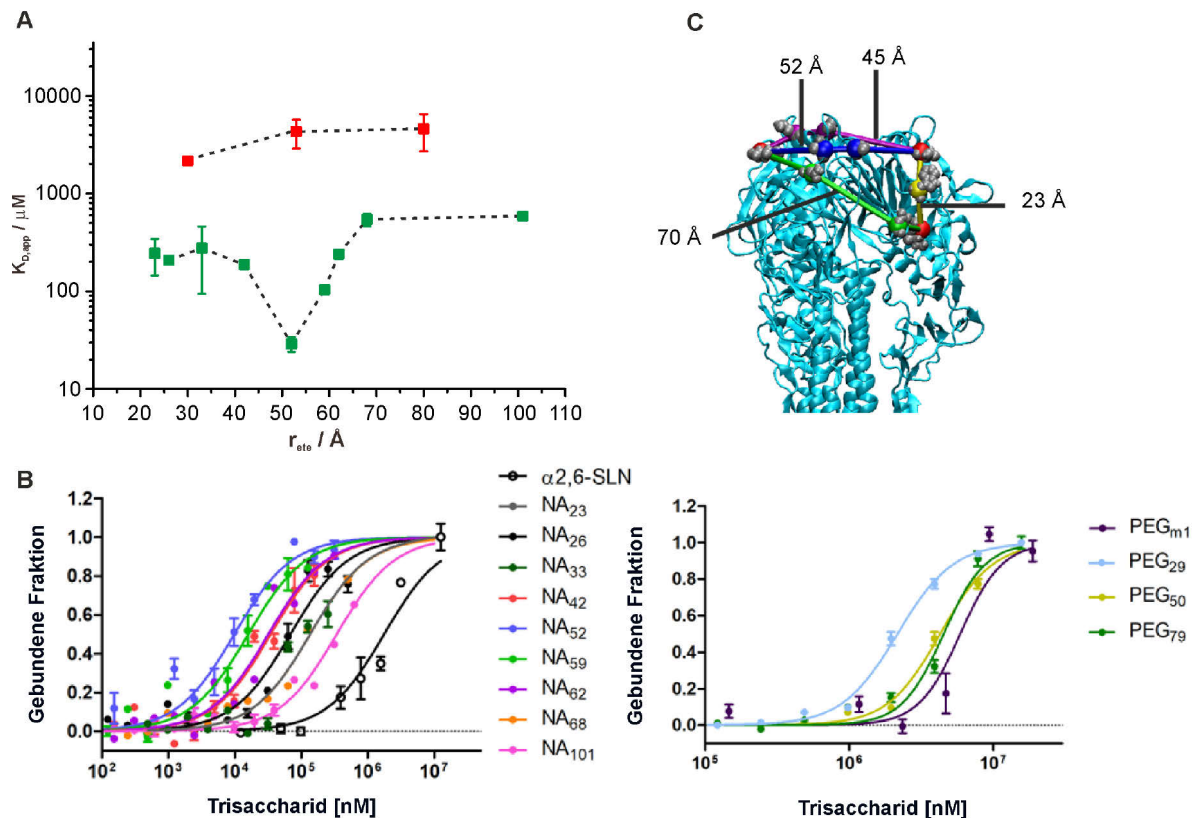 A
K_D,app / µM
10000
1000
100
10
10 20 30 40 50 60 70 80 90 100 110
r_ete / Å
C
52 Å
45 Å
23 Å
70 Å
B
Gebundene Fraktion
1.2
1.0
0.8
0.6
0.4
0.2
0.0
10² 10³ 10⁴ 10⁵ 10⁶ 10⁷
Trisaccharid [nM]
α2,6-SLN
NA₂₃
NA₂₆
NA₃₃
NA₄₂
NA₅₂
NA₅₉
NA₆₂
NA₆₈
NA₁₀₁
Gebundene Fraktion
1.2
1.0
0.8
0.6
0.4
0.2
0.0
10⁵ 10⁶ 10⁷
Trisaccharid [nM]
PEG_m1
PEG₂₉
PEG₅₀
PEG₇₉